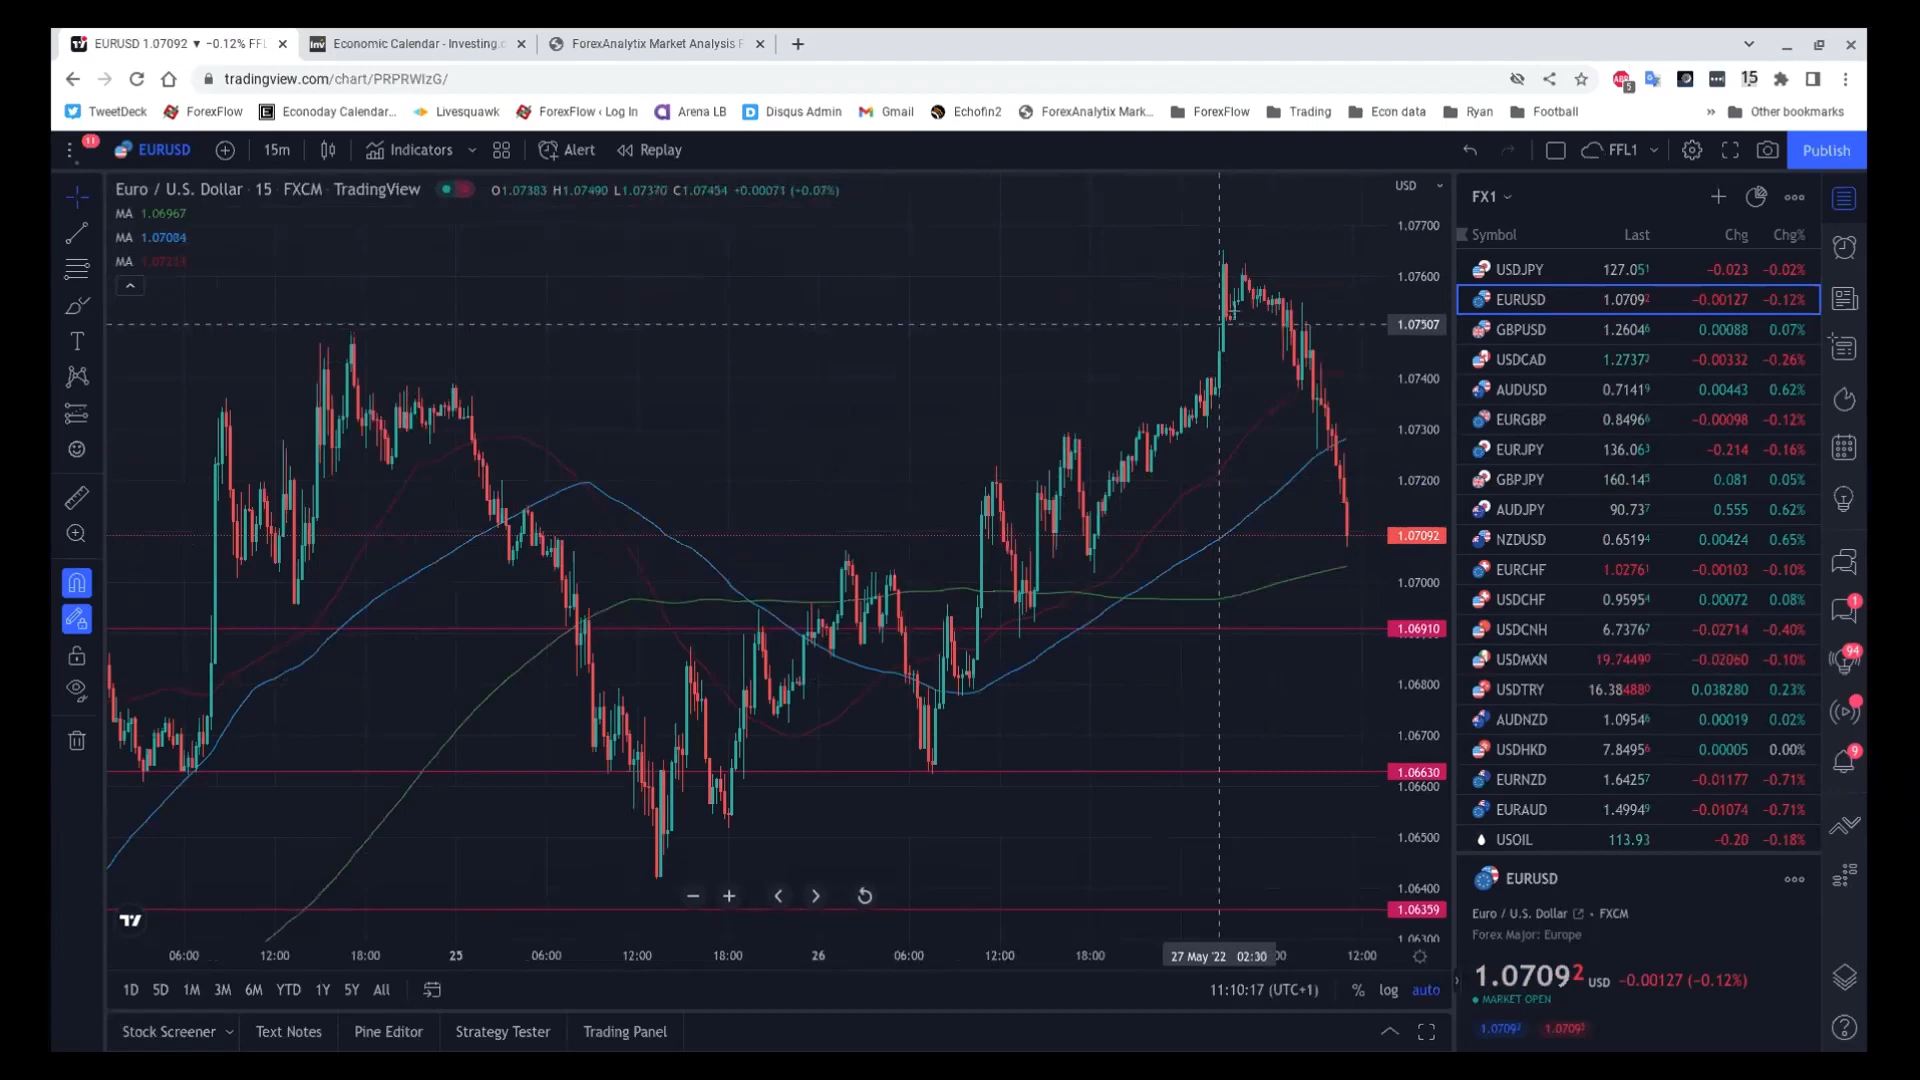 EURUSD 1.07092 ▼ −0.12% FFL
Economic Calendar - Investing.c
ForexAnalytix Market Analysis F
tradingview.com/chart/PRPRWIzG/
5
15
TweetDeck ForexFlow Econoday Calendar... Livesquawk ForexFlow ‹ Log In Arena LB Disqus Admin Gmail Echofin2 ForexAnalytix Mark... ForexFlow Trading Econ data Ryan Football » Other bookmarks
11 EURUSD 15m Indicators Alert Replay FFL1 Publish
Euro / U.S. Dollar · 15 · FXCM · TradingView O1.07383 H1.07490 L1.07370 C1.07454 +0.00071 (+0.07%)
MA 1.06967
MA 1.07084
MA 1.07214
USD
1.07700
1.07600
1.07507
1.07400
1.07300
1.07200
1.07092
1.07000
1.06910
1.06800
1.06700
1.06630
1.06600
1.06500
1.06400
1.06359
1.06300
06:00 12:00 18:00 25 06:00 12:00 18:00 26 06:00 12:00 18:00 27 May '22 02:30 12:00
1D 5D 1M 3M 6M YTD 1Y 5Y All
11:10:17 (UTC+1) % log auto
Stock Screener Text Notes Pine Editor Strategy Tester Trading Panel
FX1
Symbol Last Chg Chg%
USDJPY 127.051 −0.023 −0.02%
EURUSD 1.07092 −0.00127 −0.12%
GBPUSD 1.26046 0.00088 0.07%
USDCAD 1.27372 −0.00332 −0.26%
AUDUSD 0.71419 0.00443 0.62%
EURGBP 0.84966 −0.00098 −0.12%
EURJPY 136.063 −0.214 −0.16%
GBPJPY 160.145 0.081 0.05%
AUDJPY 90.737 0.555 0.62%
NZDUSD 0.65194 0.00424 0.65%
EURCHF 1.02761 −0.00103 −0.10%
USDCHF 0.95954 0.00072 0.08%
USDCNH 6.73767 −0.02714 −0.40%
USDMXN 19.74490 −0.02060 −0.10%
USDTRY 16.384880 0.038280 0.23%
AUDNZD 1.09546 0.00019 0.02%
USDHKD 7.84956 0.00005 0.00%
EURNZD 1.64257 −0.01177 −0.71%
EURAUD 1.49949 −0.01074 −0.71%
USOIL 113.93 −0.20 −0.18%
EURUSD
Euro / U.S. Dollar · FXCM
Forex Major: Europe
1.07092 USD −0.00127 (−0.12%)
MARKET OPEN
1.07092 1.07093
1
94
9